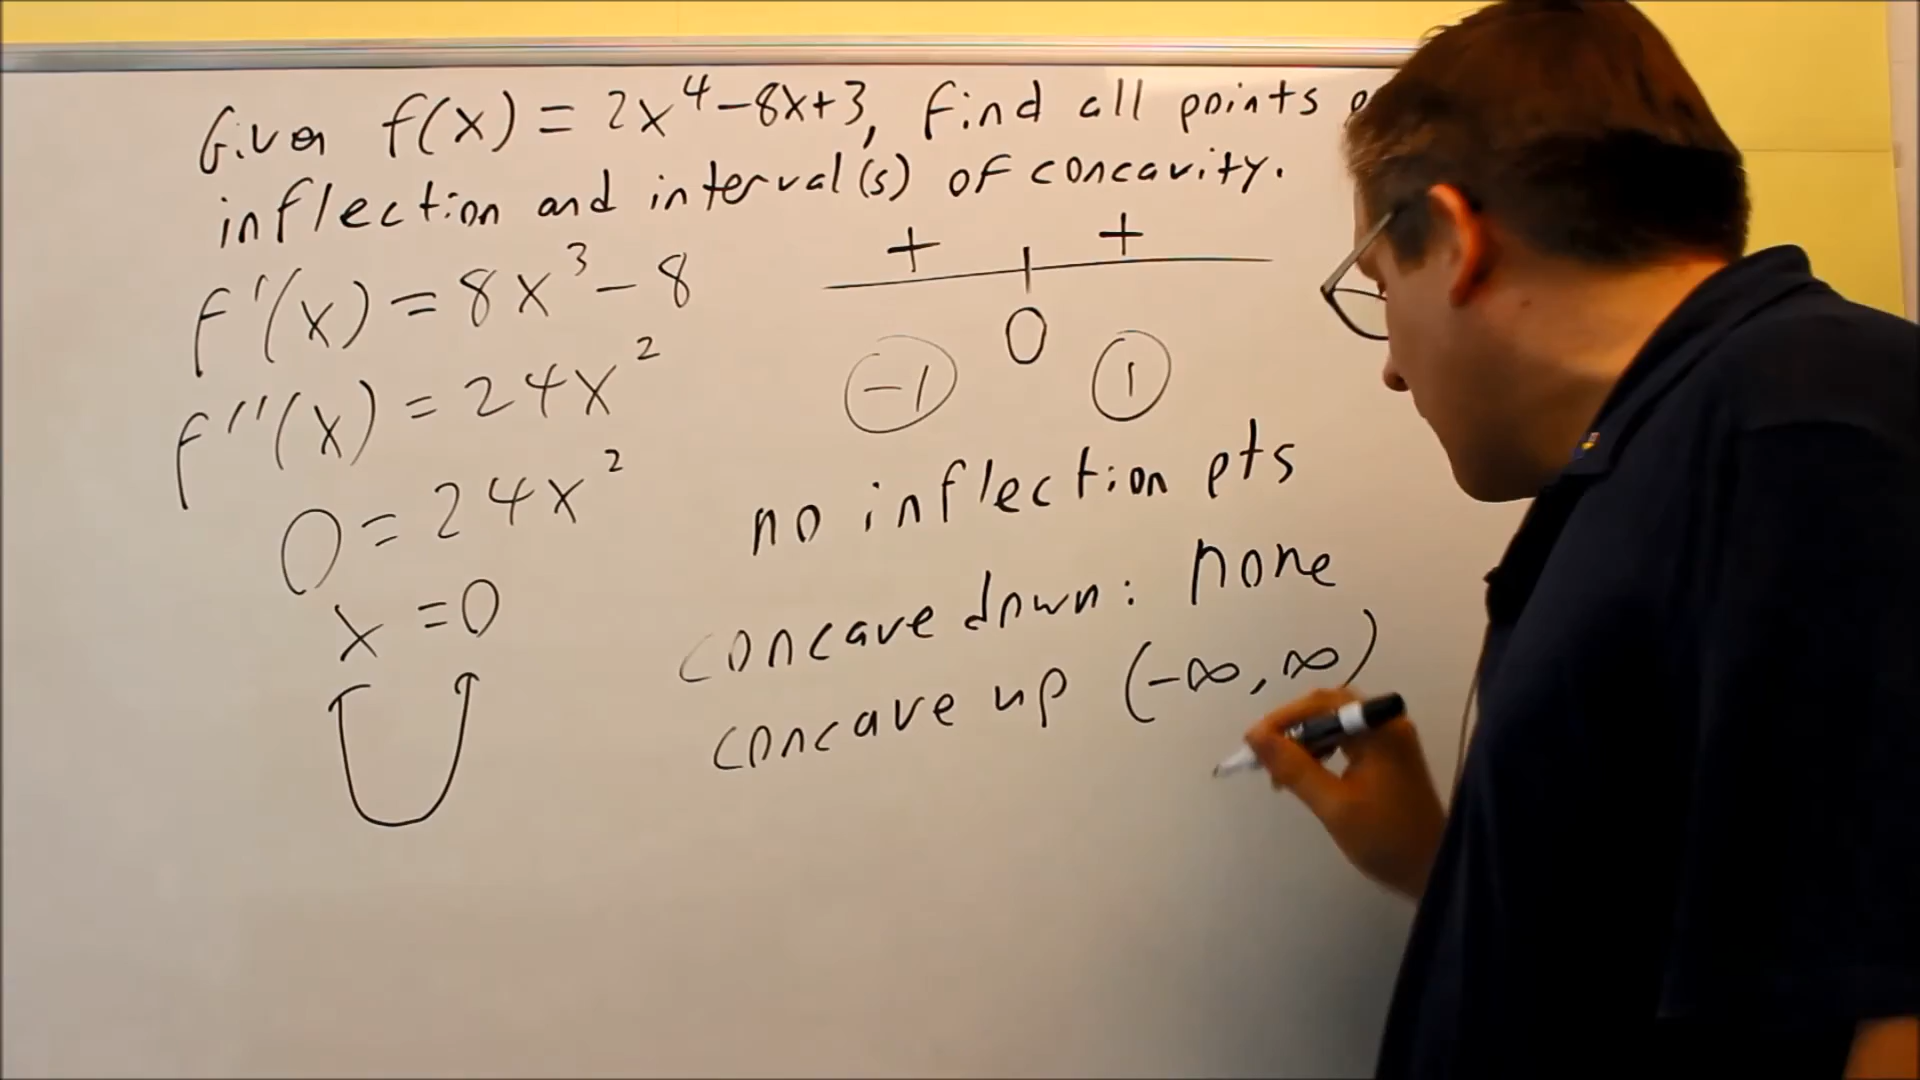 Given f(x) = 2x⁴-8x+3, find all points
inflection and interval(s) of concavity.
f'(x) = 8x³ - 8
f''(x) = 24x²
0 = 24x²
x = 0
+ +
0
-1 1
no inflection pts
concave down: none
concave up (-∞, ∞)